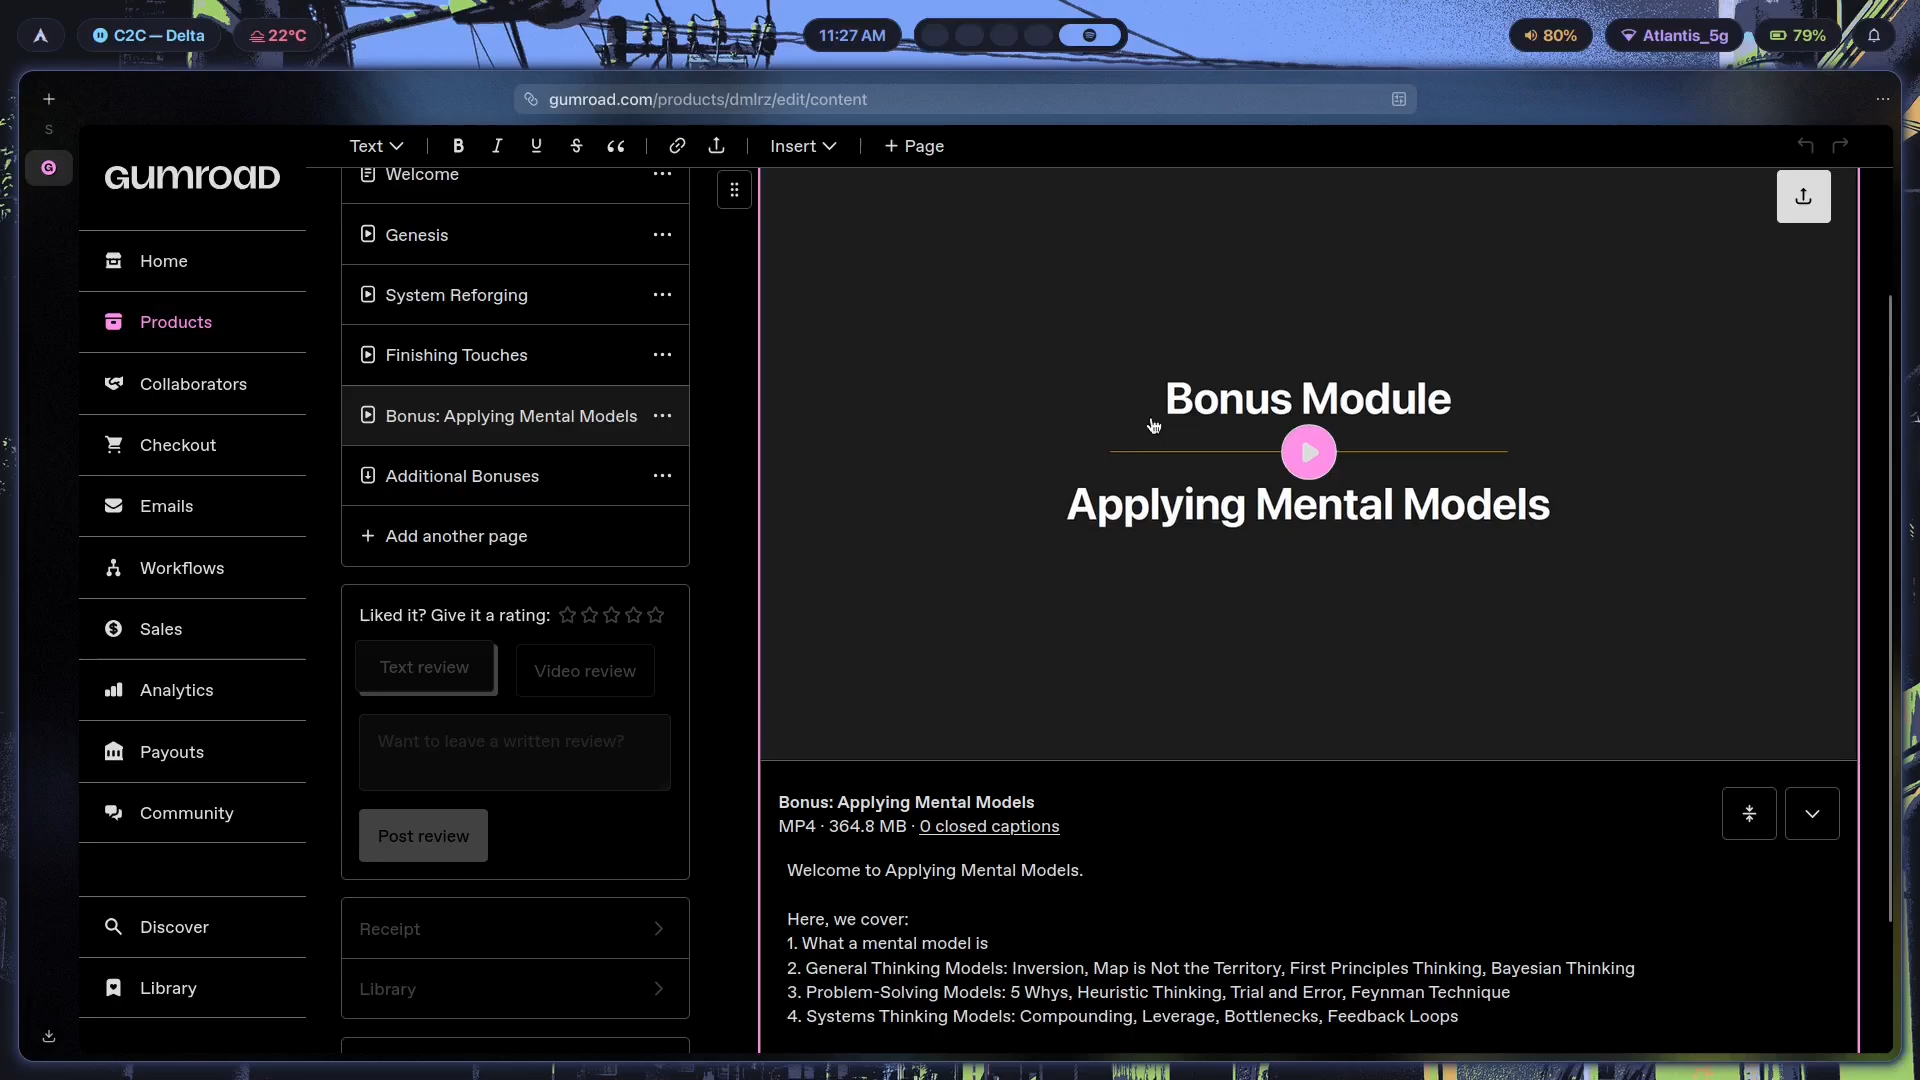 C2C — Delta
22°C
11:27 AM
80%
Atlantis_5g
79%
S
G
gumroad.com/products/dmlrz/edit/content
Text
B
I
U
S
Insert
+ Page
GUMROAD
Home
Products
Collaborators
Checkout
Emails
Workflows
Sales
Analytics
Payouts
Community
Discover
Library
Welcome
Genesis
System Reforging
Finishing Touches
Bonus: Applying Mental Models
Additional Bonuses
+ Add another page
Liked it? Give it a rating:
Text review
Video review
Want to leave a written review?
Post review
Receipt
Library
Bonus Module
Applying Mental Models
Bonus: Applying Mental Models
MP4 · 364.8 MB · 0 closed captions
Welcome to Applying Mental Models.
Here, we cover:
1. What a mental model is
2. General Thinking Models: Inversion, Map is Not the Territory, First Principles Thinking, Bayesian Thinking
3. Problem-Solving Models: 5 Whys, Heuristic Thinking, Trial and Error, Feynman Technique
4. Systems Thinking Models: Compounding, Leverage, Bottlenecks, Feedback Loops